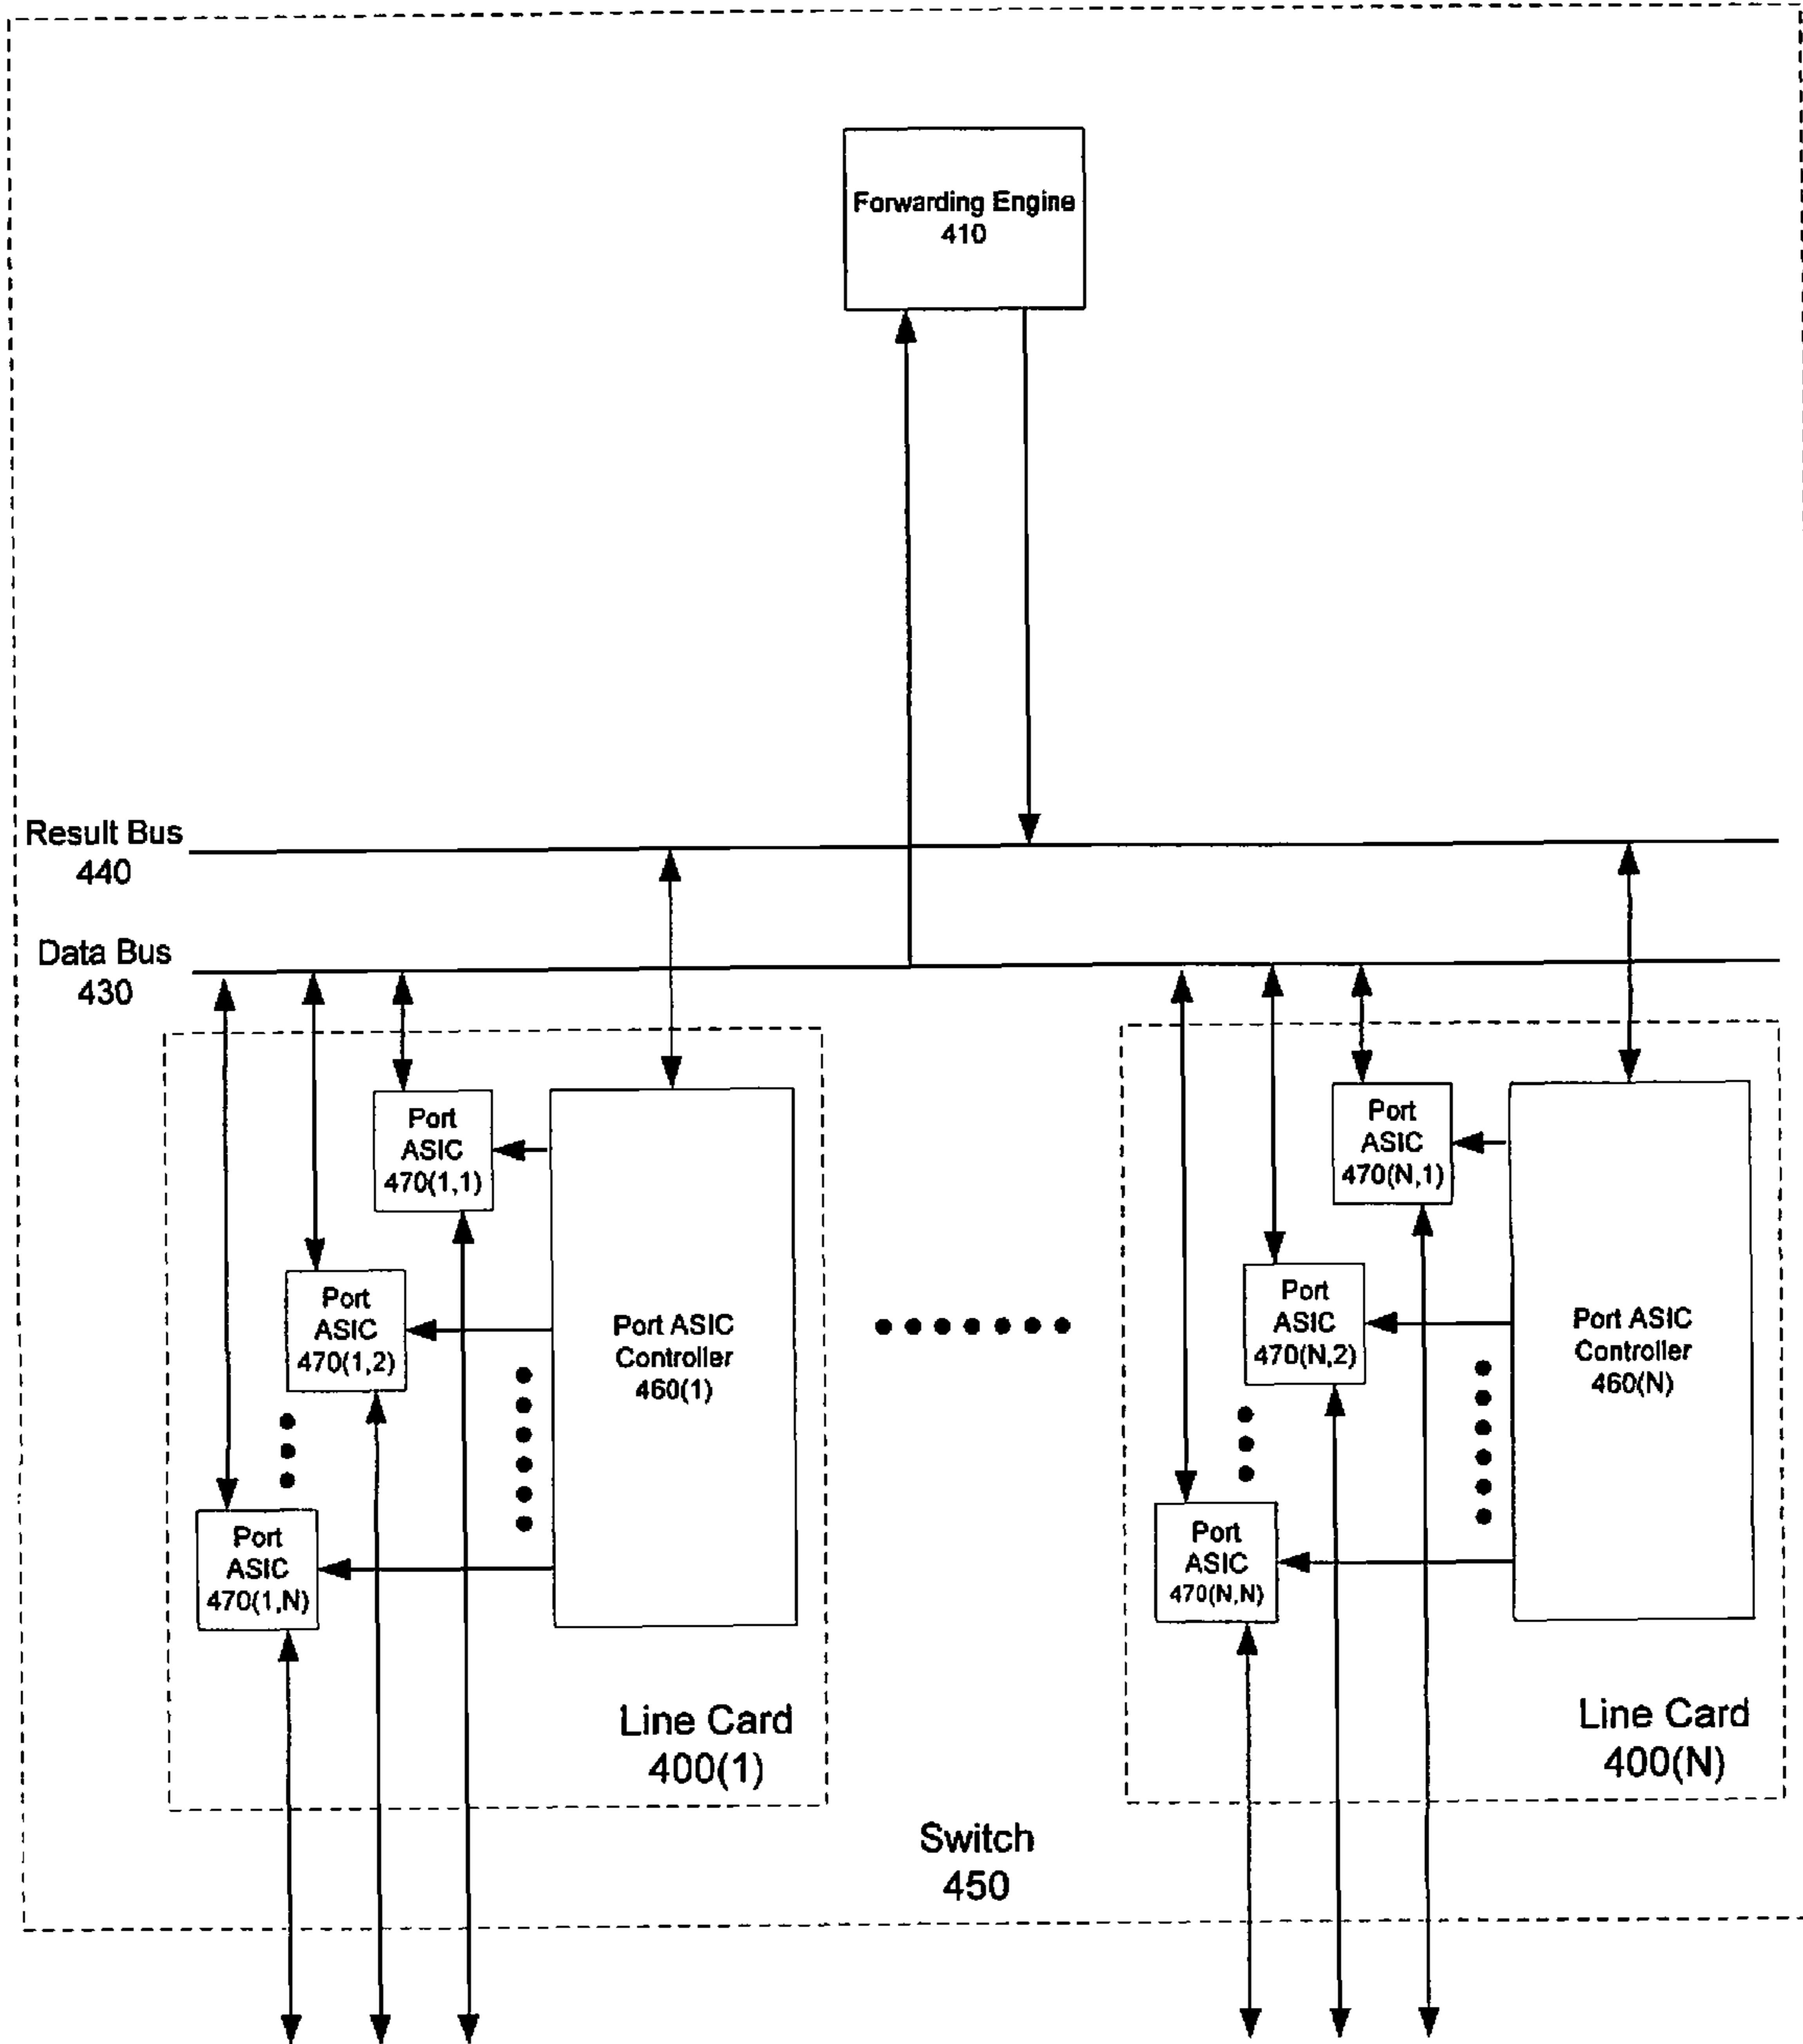 Forwarding Engine
410
Result Bus
440
Data Bus
430
Port
ASIC
470(1,1)
Port
ASIC
470(1,2)
Port
ASIC
470(1,N)
Port ASIC
Controller
460(1)
Line Card
400(1)
Port
ASIC
470(N,1)
Port
ASIC
470(N,2)
Port
ASIC
470(N,N)
Port ASIC
Controller
460(N)
Line Card
400(N)
Switch
450